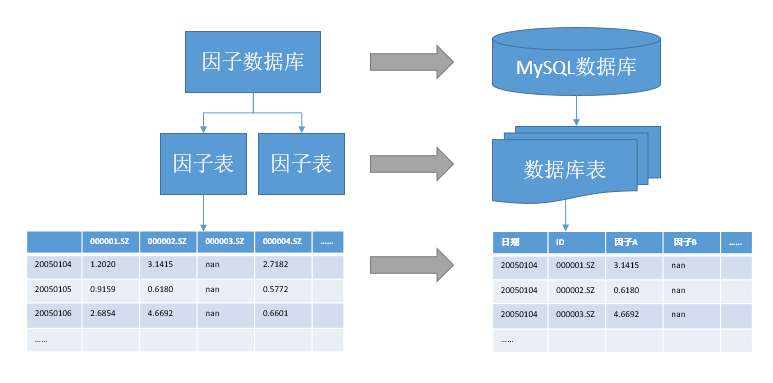 因子数据库
MySQL数据库
因子表
因子表
数据库表
000001.SZ 000002.SZ 000003.SZ 000004.SZ ......
20050104 1.2020 3.1415 nan 2.7182
20050105 0.9159 0.6180 nan 0.5772
20050106 2.6854 4.6692 nan 0.6601
......
日期 ID 因子A 因子B ......
20050104 000001.SZ 3.1415 nan
20050104 000002.SZ 0.6180 nan
20050104 000003.SZ 4.6692 nan
......